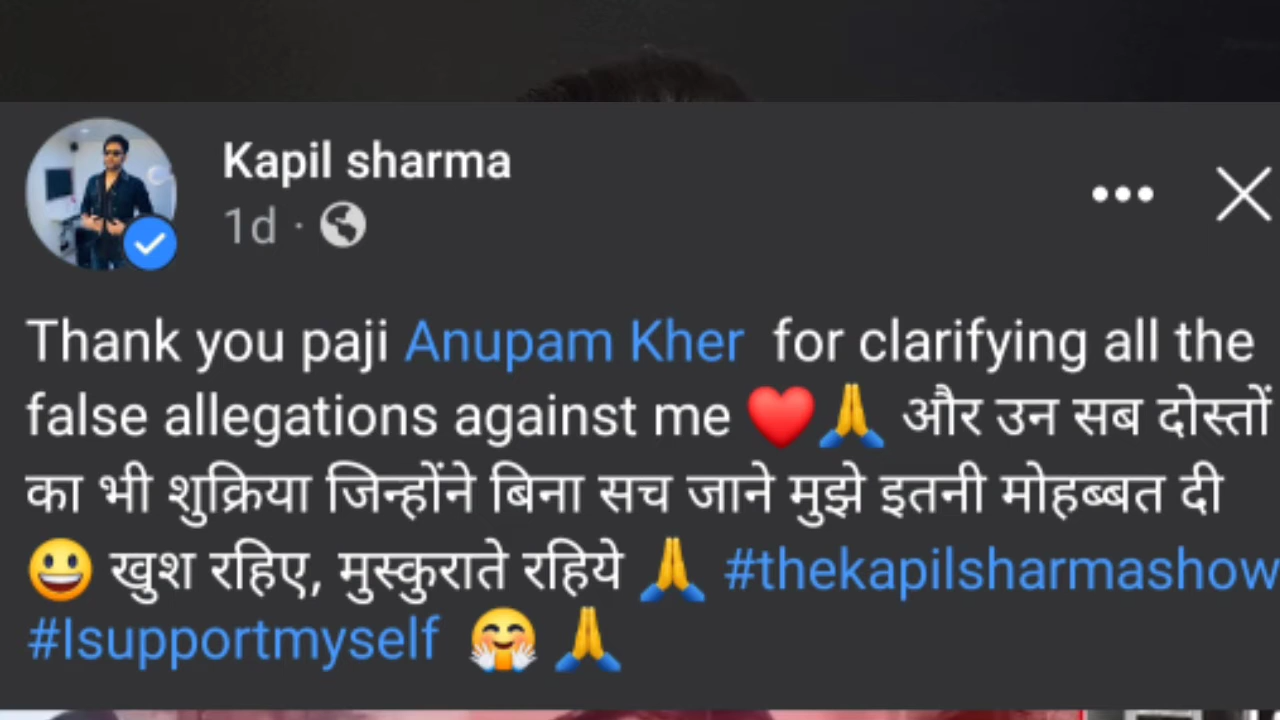 Kapil sharma
1d ·
Thank you paji Anupam Kher for clarifying all the
false allegations against me ❤️🙏 और उन सब दोस्तों
का भी शुक्रिया जिन्होंने बिना सच जाने मुझे इतनी मोहब्बत दी
😃 खुश रहिए, मुस्कुराते रहिये 🙏 #thekapilsharmashow
#Isupportmyself 🤗🙏